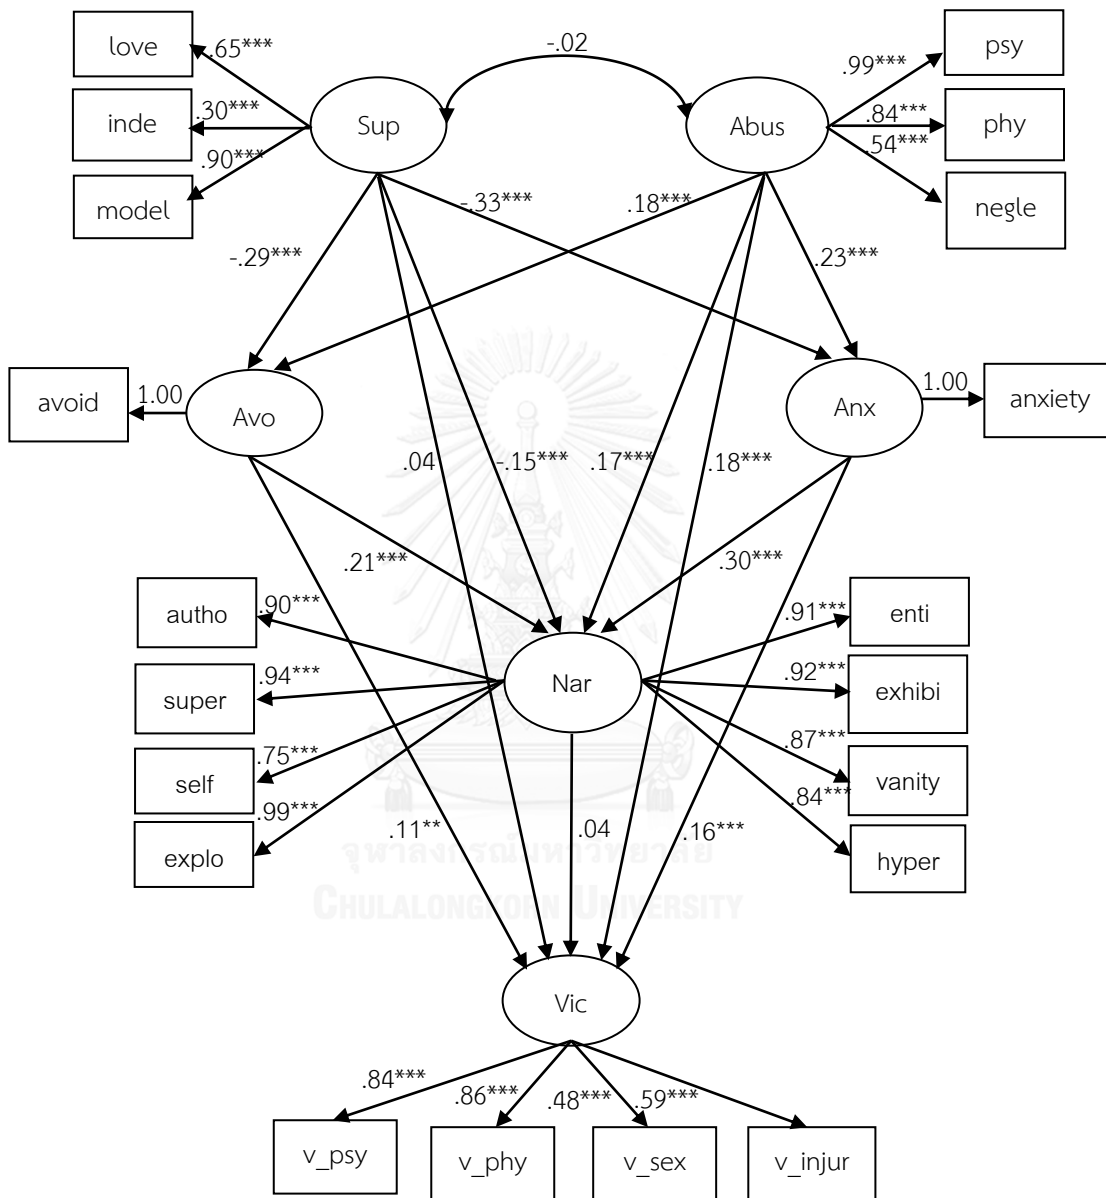 love
.65***
-.02
.99***
psy
inde
.30***
Sup
Abus
.84***
phy
model
.90***
.54***
negle
-.33***
.18***
-.29***
.23***
avoid
1.00
Avo
Anx
1.00
anxiety
.04
-.15***
.17***
.18***
.21***
.30***
autho
.90***
.91***
enti
super
.94***
Nar
.92***
exhibi
self
.75***
.87***
vanity
explo
.99***
.84***
hyper
.11**
.04
.16***
จุฬาลงกรณ์มหาวิทยาลัย
CHULALONGKORN UNIVERSITY
Vic
.84***
.86***
.48***
.59***
v_psy
v_phy
v_sex
v_injur